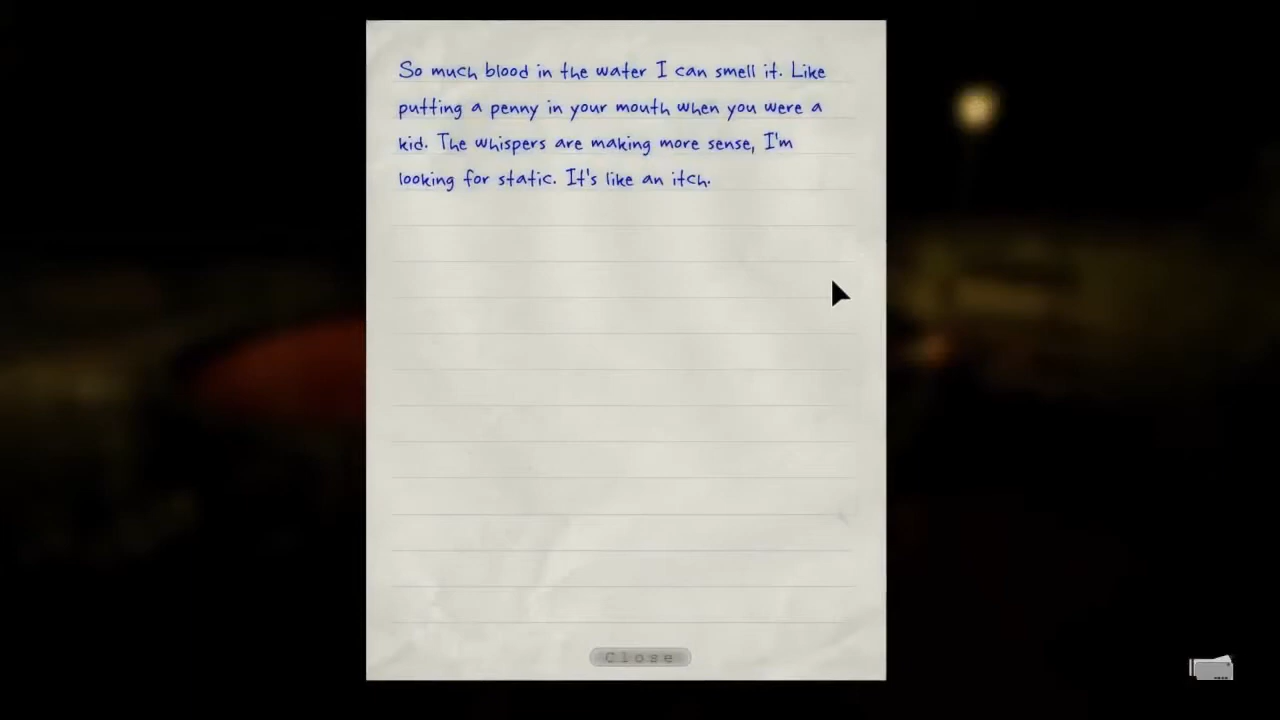 So much blood in the water I can smell it. Like
putting a penny in your mouth when you were a
kid. The whispers are making more sense, I'm
looking for static. It's like an itch.
Close